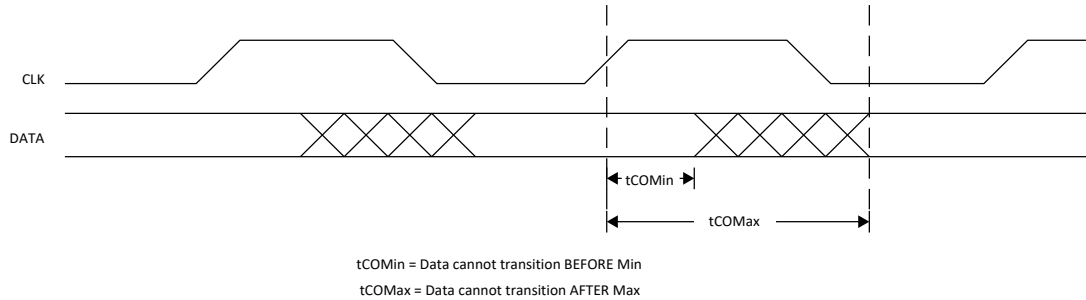 CLK
DATA
tCOMin
tCOMax
tCOMin = Data cannot transition BEFORE Min
tCOMax = Data cannot transition AFTER Max